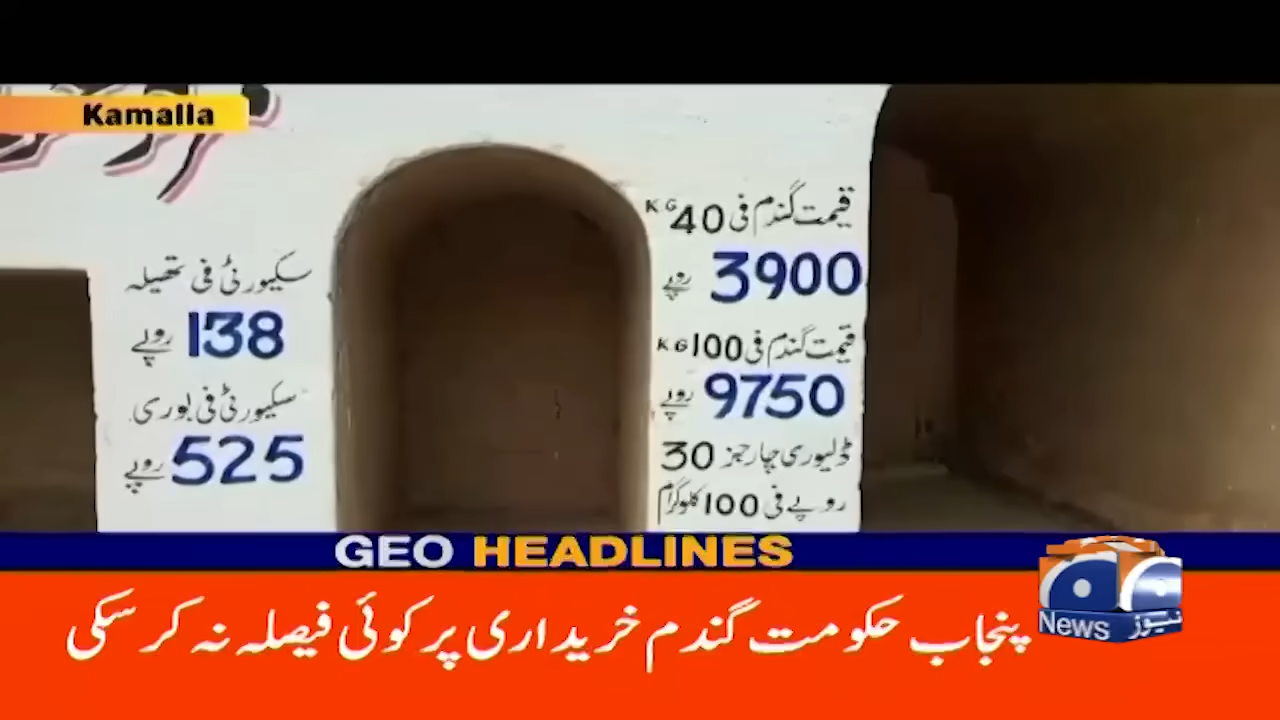 Kamalla
قیمت گندم فی 40 KG
3900 روپے
قیمت گندم فی 100 KG
9750 روپے
ڈلیوری چارجز 30
روپے فی 100 کلوگرام
سکیورٹی فی تھیلہ
138 روپے
سکیورٹی فی بوری
525 روپے
GEO HEADLINES
پنجاب حکومت گندم خریداری پر کوئی فیصلہ نہ کر سکی
News نیوز